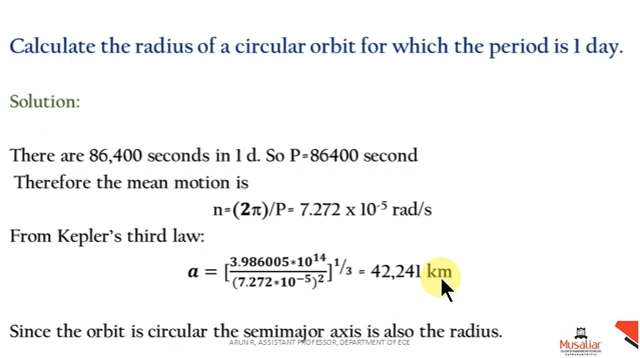 Calculate the radius of a circular orbit for which the period is 1 day.
Solution:
There are 86,400 seconds in 1 d. So P=86400 second
Therefore the mean motion is
n=(2π)/P= 7.272 x 10⁻⁵ rad/s
From Kepler's third law:
a = [3.986005*10¹⁴/(7.272*10⁻⁵)²]^1/3 = 42,241 km
Since the orbit is circular the semimajor axis is also the radius.
ARUN R, ASSISTANT PROFESSOR, DEPARTMENT OF ECE
Musaliar